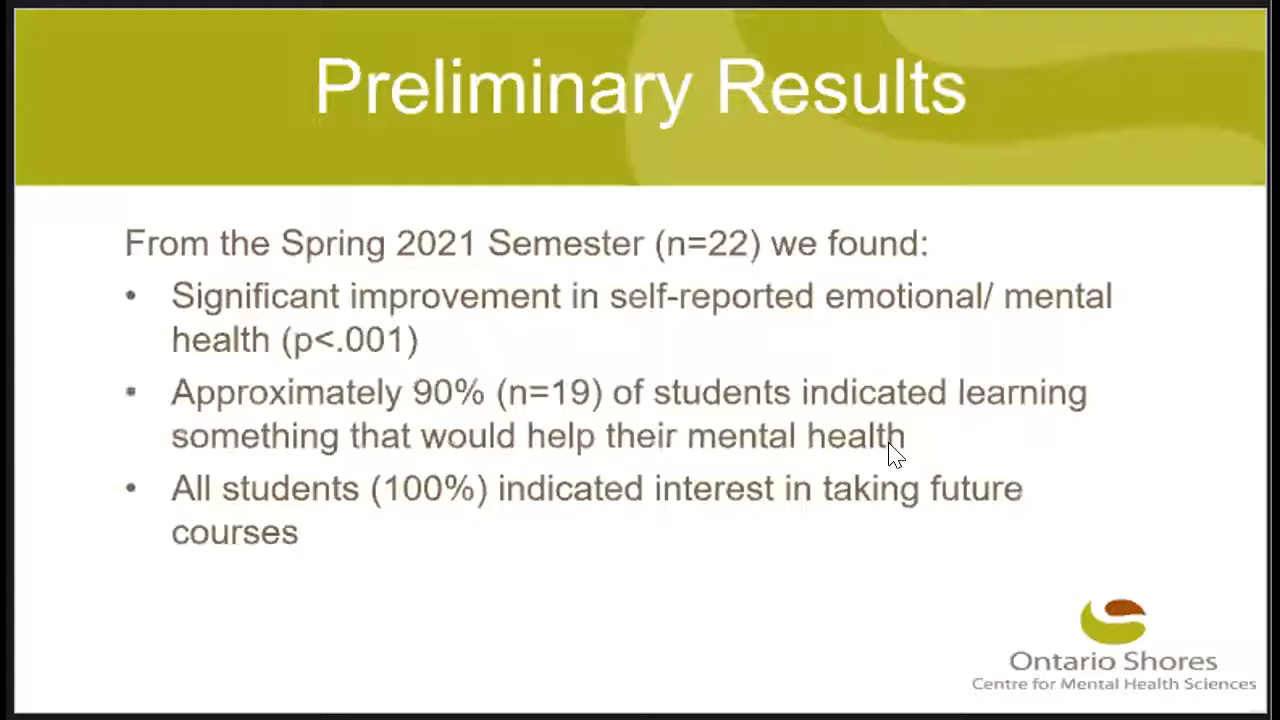 Preliminary Results
From the Spring 2021 Semester (n=22) we found:
• Significant improvement in self-reported emotional/ mental
health (p<.001)
• Approximately 90% (n=19) of students indicated learning
something that would help their mental health
• All students (100%) indicated interest in taking future
courses
Ontario Shores
Centre for Mental Health Sciences